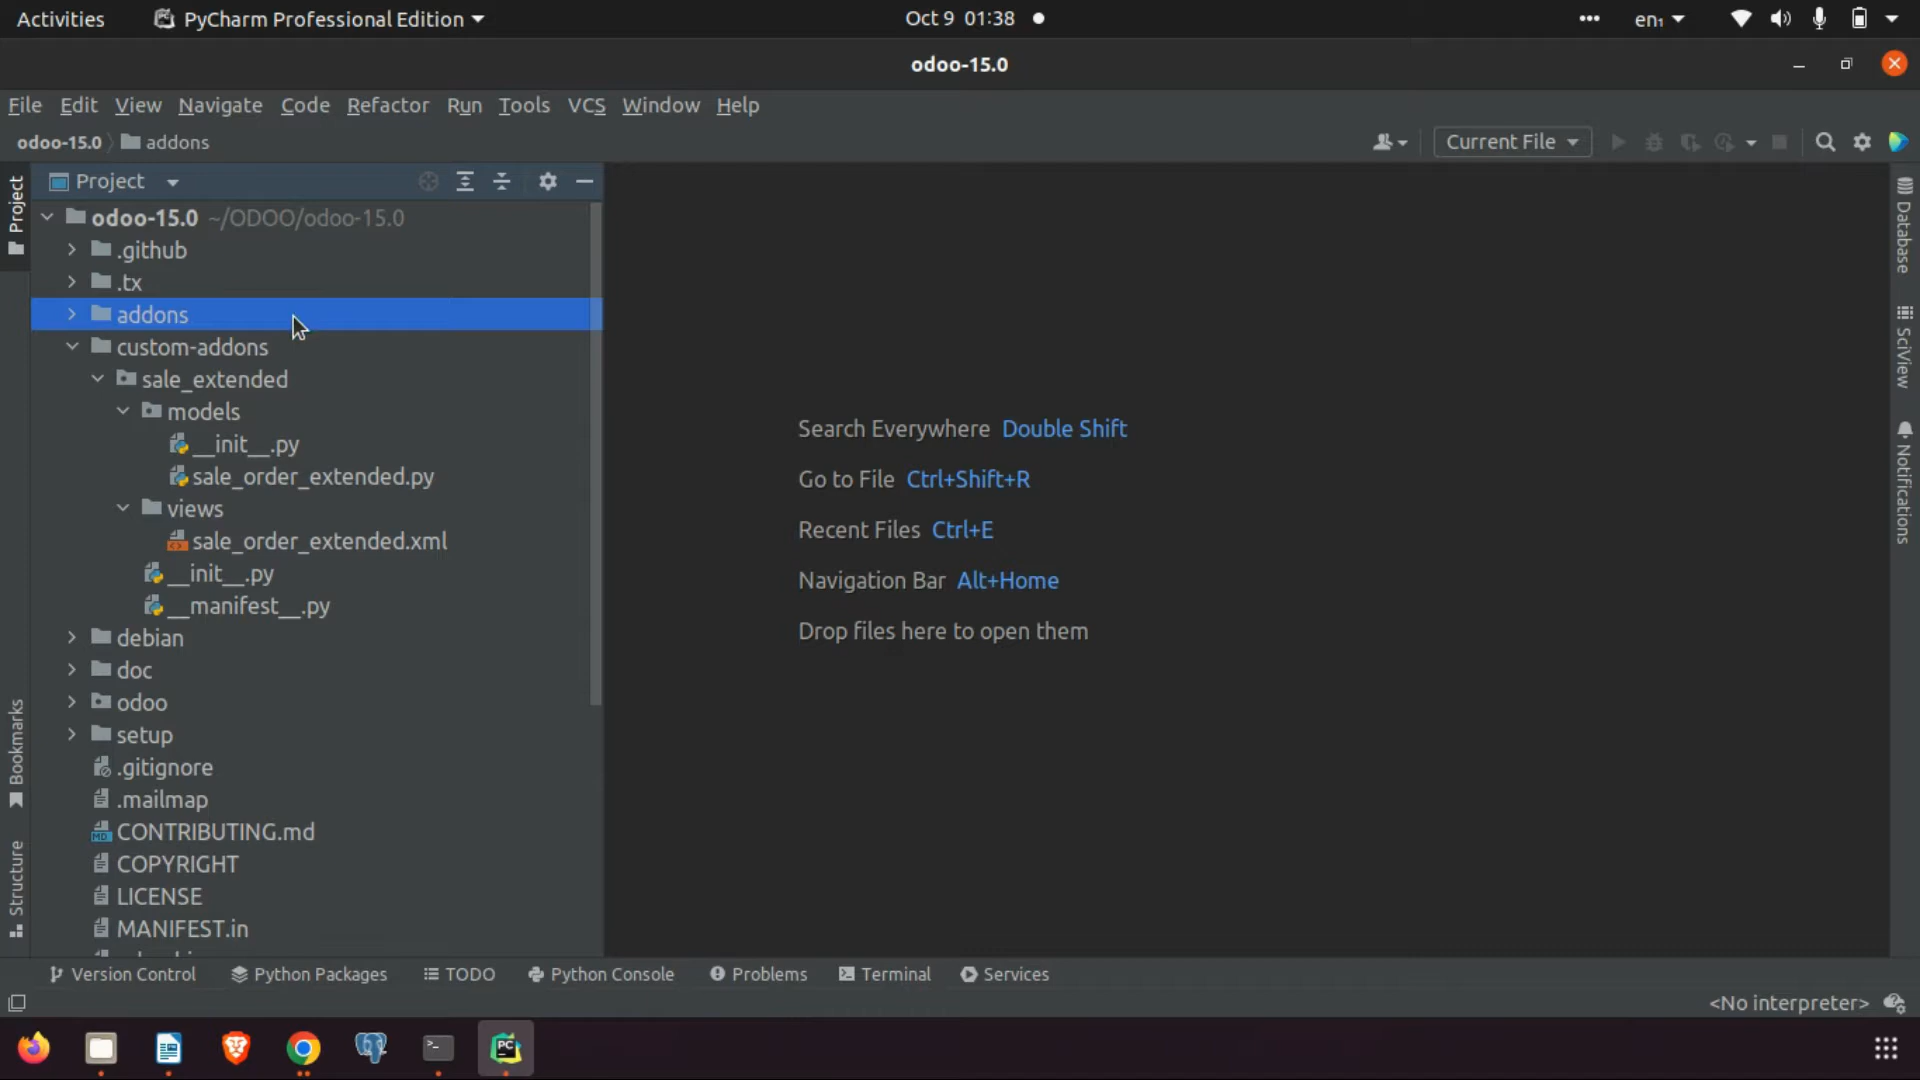 Activities
PyCharm Professional Edition
Oct 9 01:38
en₁
odoo-15.0
File Edit View Navigate Code Refactor Run Tools VCS Window Help
odoo-15.0 addons
Current File
Project
Project
odoo-15.0 ~/ODOO/odoo-15.0
.github
.tx
addons
custom-addons
sale_extended
models
__init__.py
sale_order_extended.py
views
sale_order_extended.xml
__init__.py
__manifest__.py
debian
doc
odoo
setup
.gitignore
.mailmap
CONTRIBUTING.md
COPYRIGHT
LICENSE
MANIFEST.in
Bookmarks
Structure
Search Everywhere Double Shift
Go to File Ctrl+Shift+R
Recent Files Ctrl+E
Navigation Bar Alt+Home
Drop files here to open them
Database
SciView
Notifications
Version Control Python Packages TODO Python Console Problems Terminal Services
<No interpreter>
PC